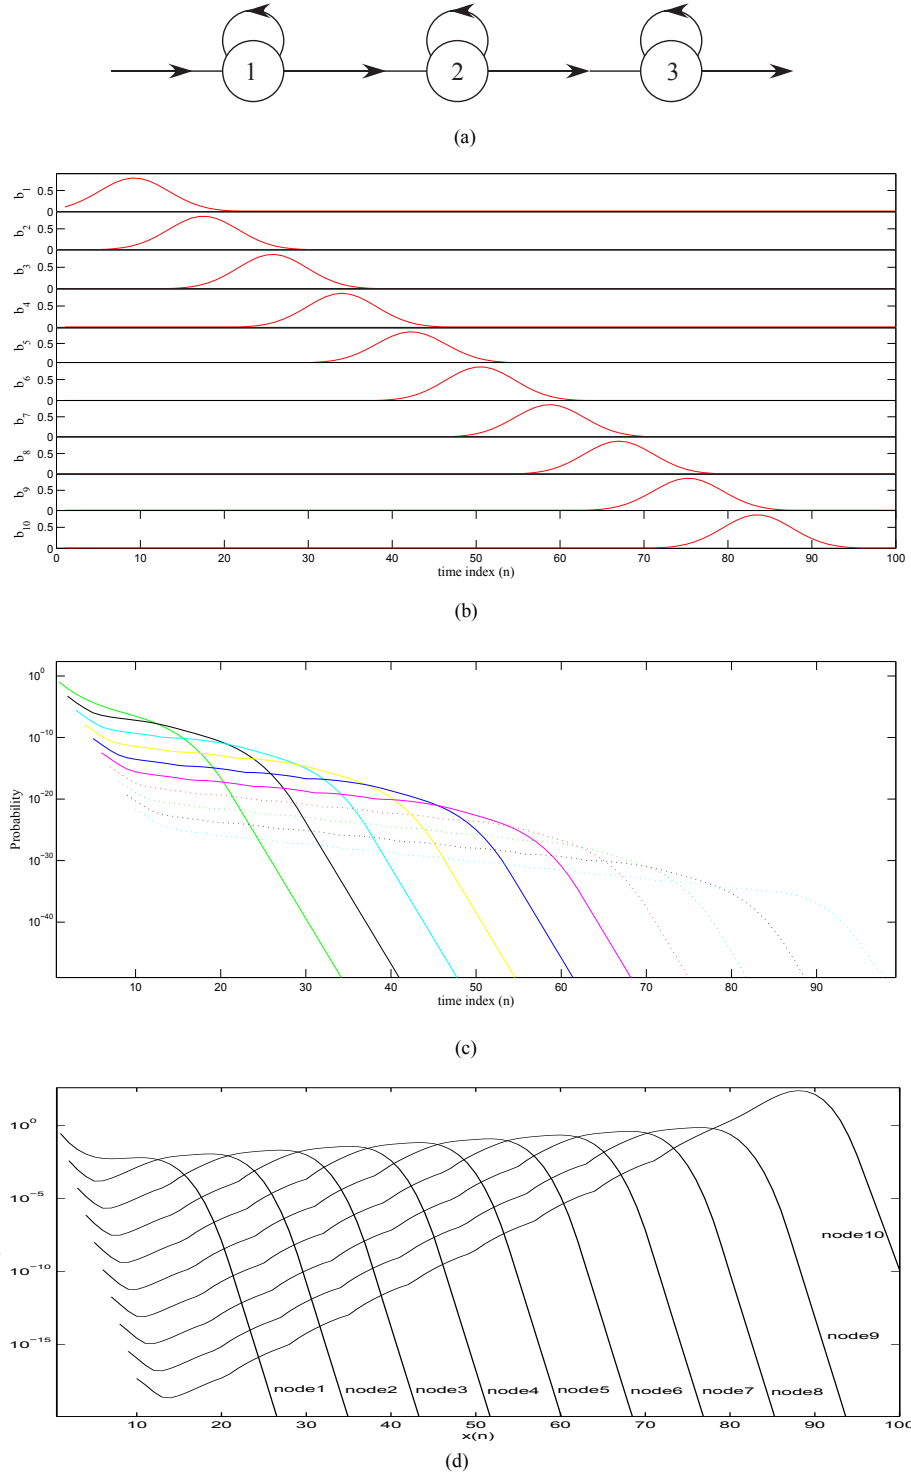 1 2 3
(a)
b1 0.5 0
b2 0.5 0
b3 0.5 0
b4 0.5 0
b5 0.5 0
b6 0.5 0
b7 0.5 0
b8 0.5 0
b9 0.5 0
b10 0.5 0
0 10 20 30 40 50 60 70 80 90 100
time index (n)
(b)
10^0
10^-10
10^-20
10^-30
10^-40
Probability
10 20 30 40 50 60 70 80 90
time index (n)
(c)
10^0
10^-5
10^-10
10^-15
node10
node9
node1 node2 node3 node4 node5 node6 node7 node8
10 20 30 40 50 60 70 80 90 100
x(n)
(d)